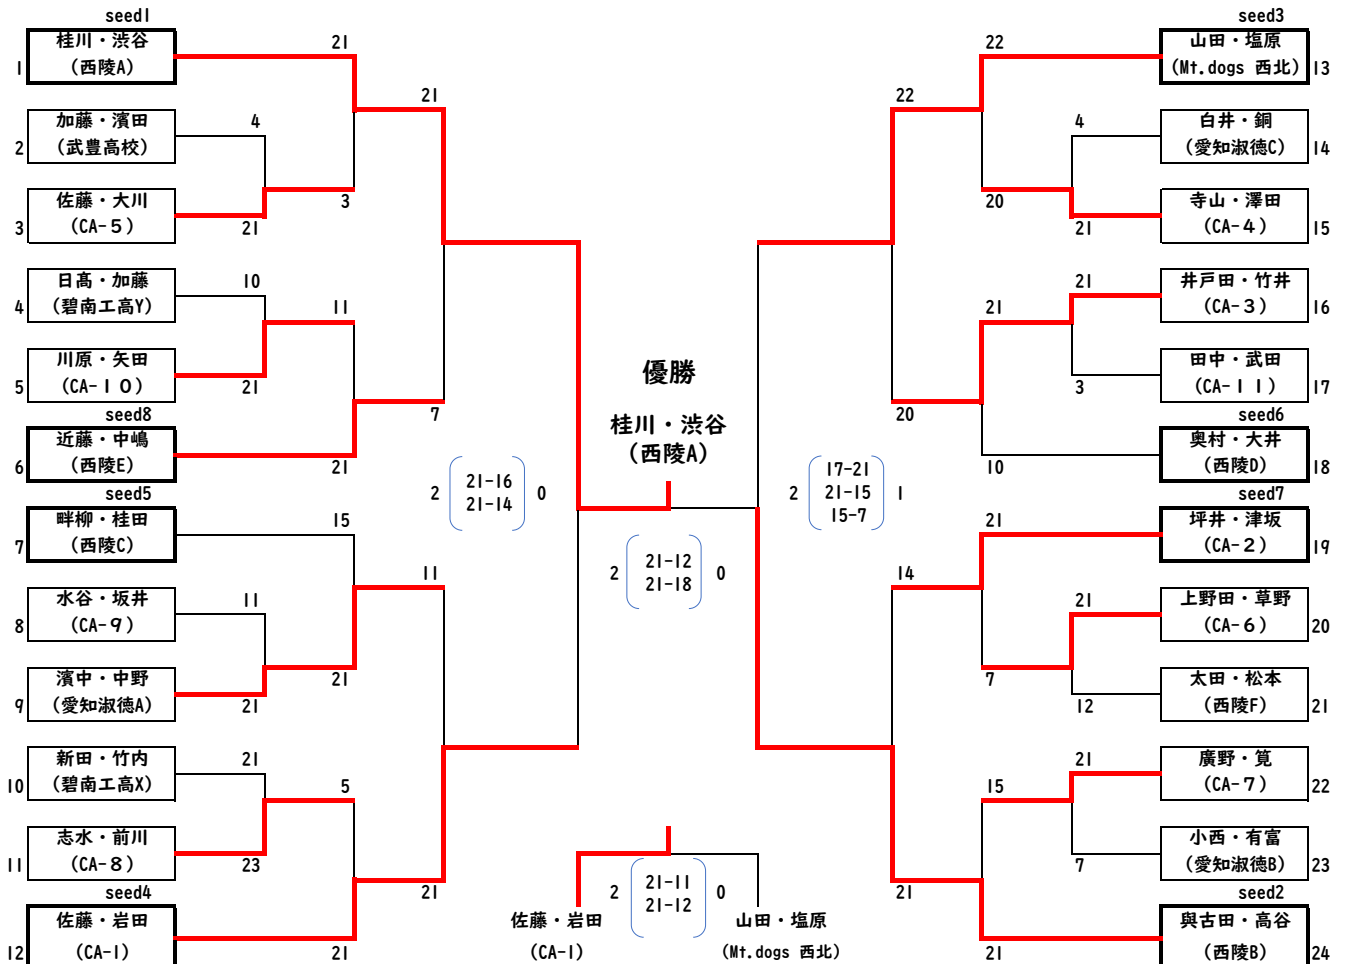 seed1
桂川・渋谷
(西陵A)
1
加藤・濱田
(武豊高校)
2
佐藤・大川
(CA-5)
3
日髙・加藤
(碧南工高Y)
4
川原・矢田
(CA-10)
5
seed8
近藤・中嶋
(西陵E)
6
seed5
畔柳・桂田
(西陵C)
7
水谷・坂井
(CA-9)
8
濱中・中野
(愛知淑徳A)
9
新田・竹内
(碧南工高X)
10
志水・前川
(CA-8)
11
seed4
佐藤・岩田
(CA-1)
12
21
4
21
3
10
21
11
21
15
11
21
21
21
23
5
21
21
7
11
21
2
21-16
21-14
0
優勝
桂川・渋谷
(西陵A)
2
21-12
21-18
0
2
21-11
21-12
0
佐藤・岩田
(CA-1)
山田・塩原
(Mt.dogs 西北)
2
17-21
21-15
15-7
1
22
20
14
21
22
4
21
20
21
3
21
10
21
21
12
7
21
7
15
21
seed3
山田・塩原
(Mt.dogs 西北)
13
白井・銅
(愛知淑徳C)
14
寺山・澤田
(CA-4)
15
井戸田・竹井
(CA-3)
16
田中・武田
(CA-11)
17
seed6
奥村・大井
(西陵D)
18
seed7
坪井・津坂
(CA-2)
19
上野田・草野
(CA-6)
20
太田・松本
(西陵F)
21
廣野・筧
(CA-7)
22
小西・有富
(愛知淑徳B)
23
seed2
與古田・高谷
(西陵B)
24